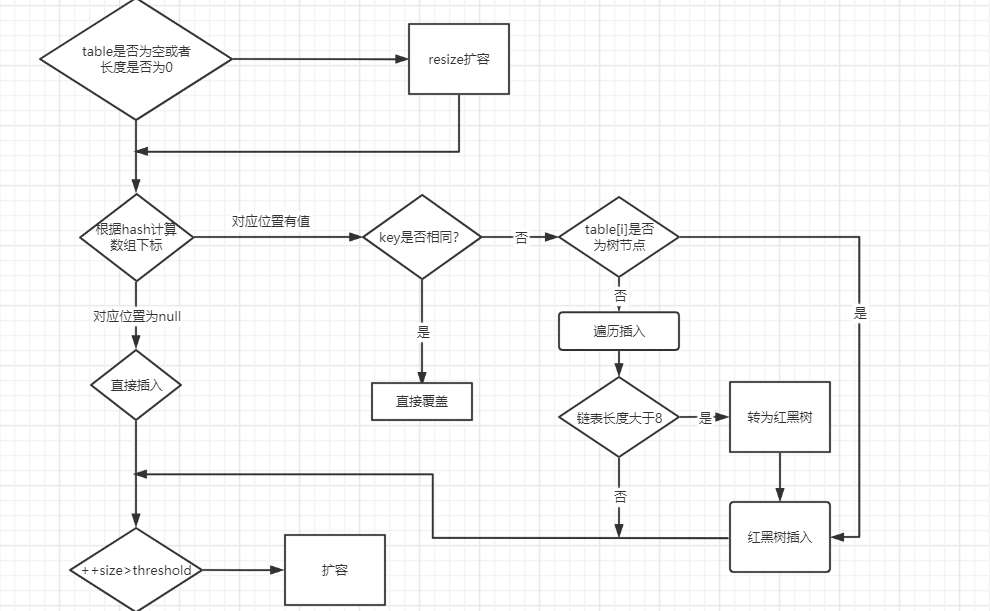 table是否为空或者
长度是否为0
resize扩容
根据hash计算
数组下标
对应位置有值
key是否相同?
否
table[i]是否
为树节点
是
否
对应位置为null
是
遍历插入
直接插入
直接覆盖
链表长度大于8
是
转为红黑树
否
红黑树插入
++size>threshold
扩容